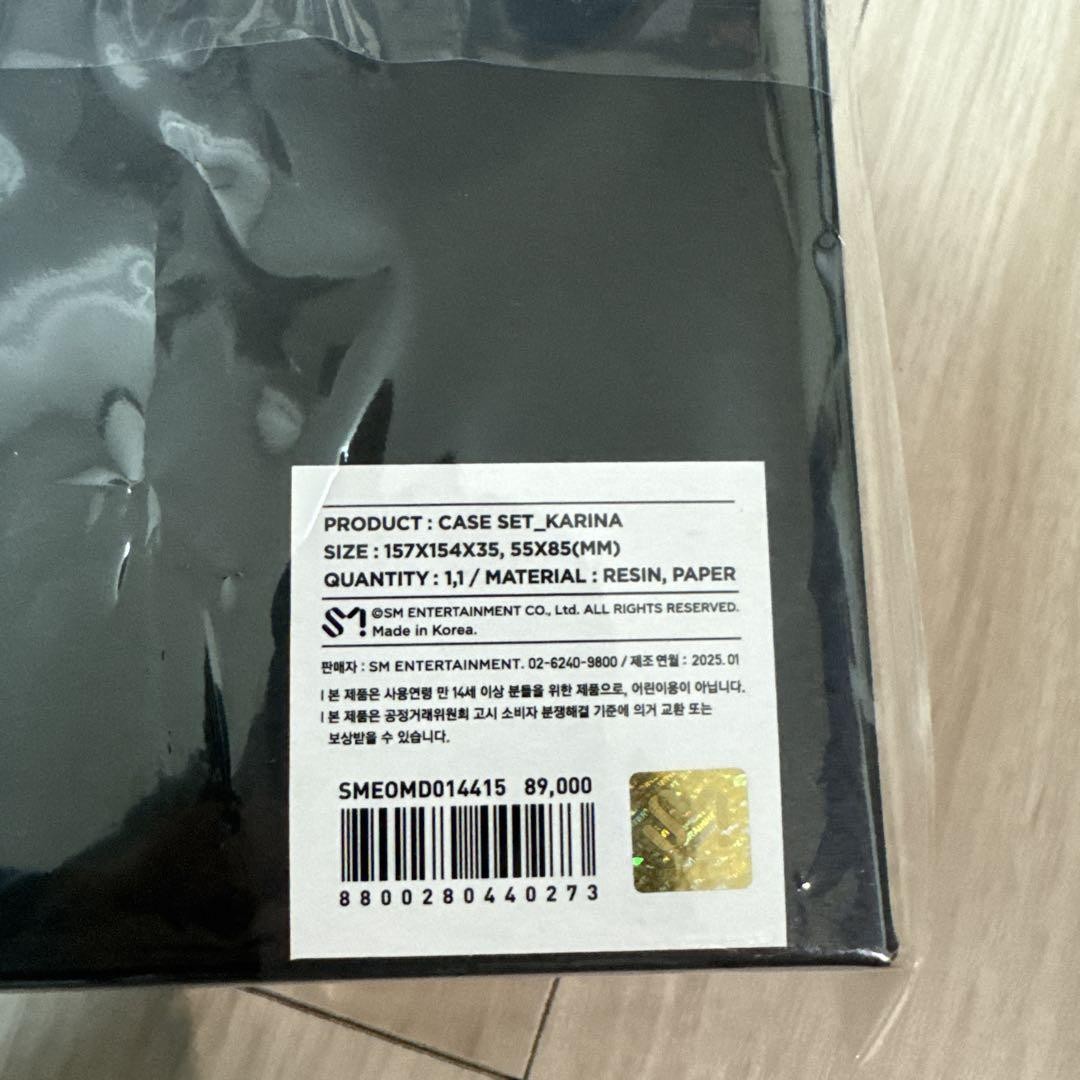 PRODUCT : CASE SET_KARINA
SIZE : 157X154X35, 55X85(MM)
QUANTITY : 1,1 / MATERIAL : RESIN, PAPER
SM ©SM ENTERTAINMENT CO., Ltd. ALL RIGHTS RESERVED.
Made in Korea.
판매자 : SM ENTERTAINMENT. 02-6240-9800 / 제조 연월 : 2025.01
I 본 제품은 사용연령 만 14세 이상 분들을 위한 제품으로, 어린이용이 아닙니다.
I 본 제품은 공정거래위원회 고시 소비자 분쟁해결 기준에 의거 교환 또는
보상받을 수 있습니다.
SMEOMD014415 89,000
8800280440273